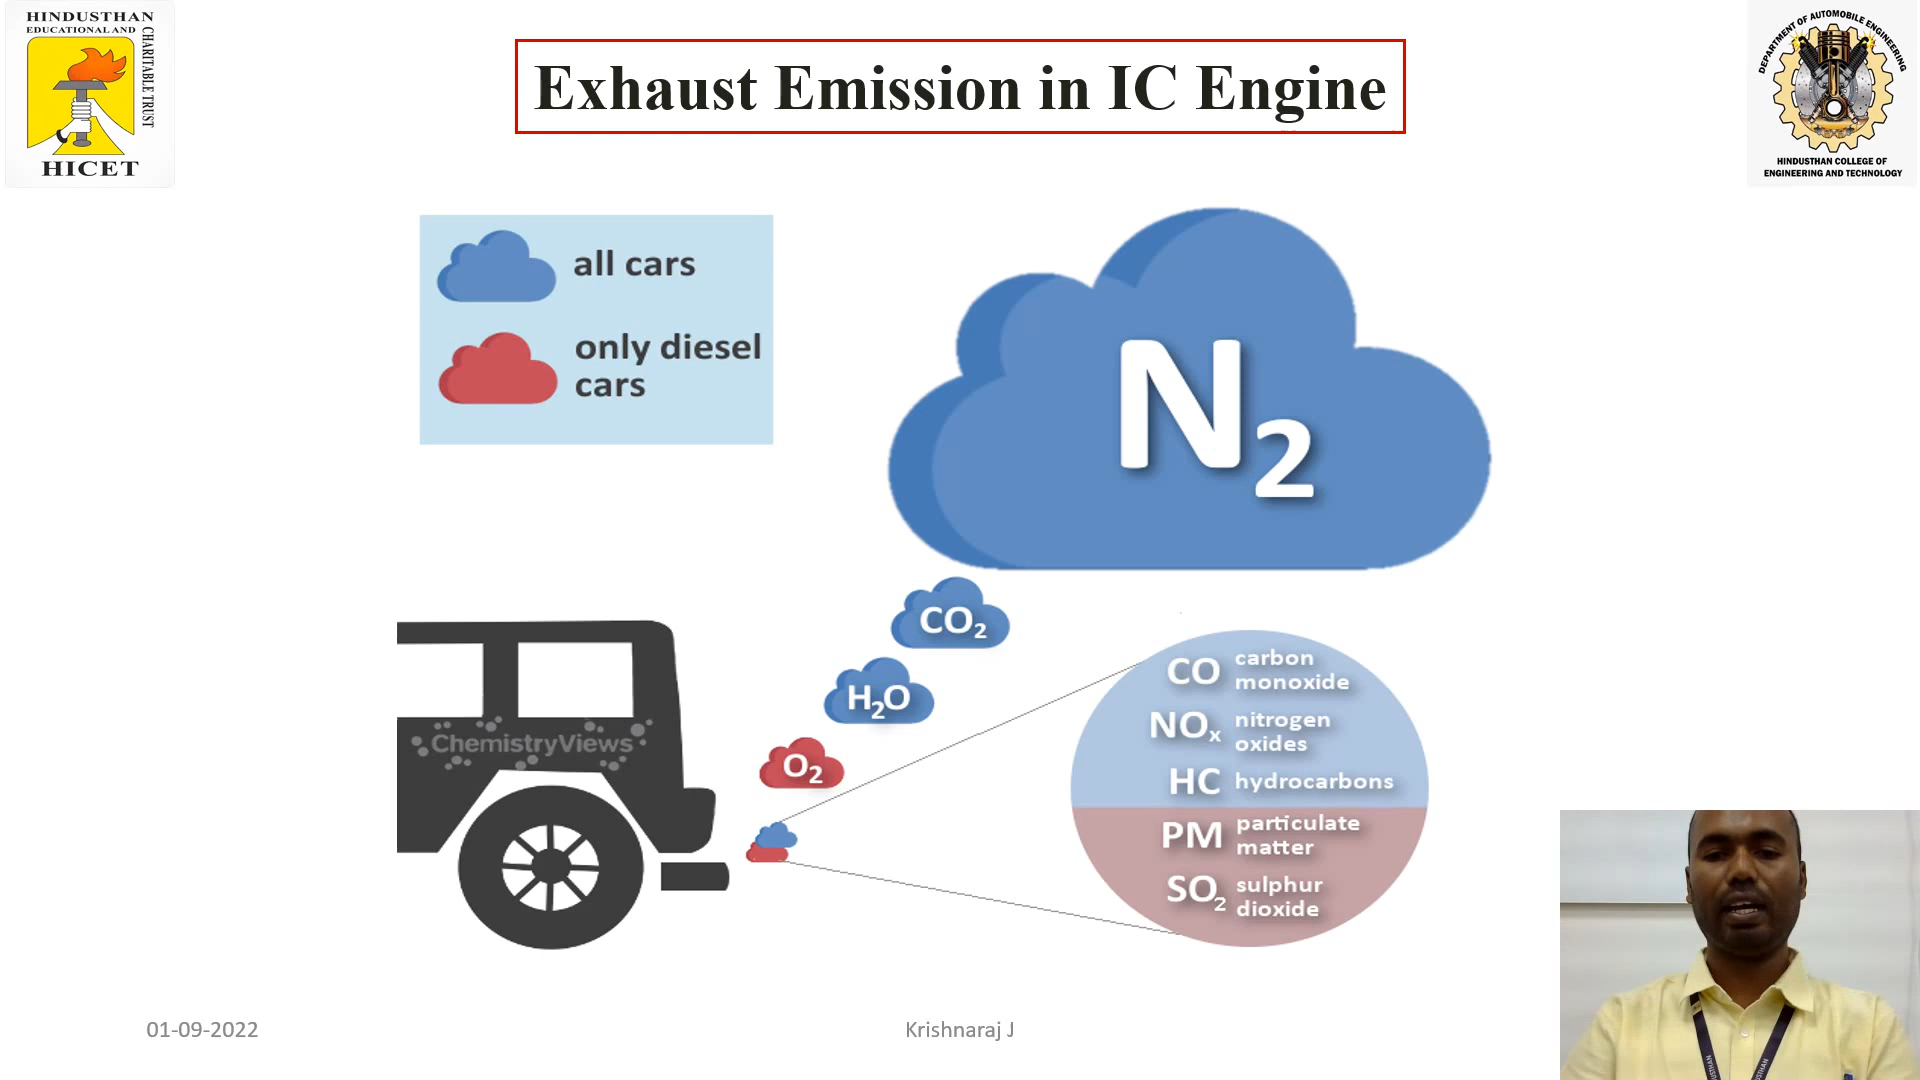 HINDUSTHAN
EDUCATIONAL AND
CHARITABLE TRUST
HICET
Exhaust Emission in IC Engine
DEPARTMENT OF AUTOMOBILE ENGINEERING
HINDUSTHAN COLLEGE OF
ENGINEERING AND TECHNOLOGY
all cars
only diesel
cars
N₂
CO₂
H₂O
O₂
ChemistryViews
CO carbon
monoxide
NOₓ nitrogen
oxides
HC hydrocarbons
PM particulate
matter
SO₂ sulphur
dioxide
01-09-2022
Krishnaraj J